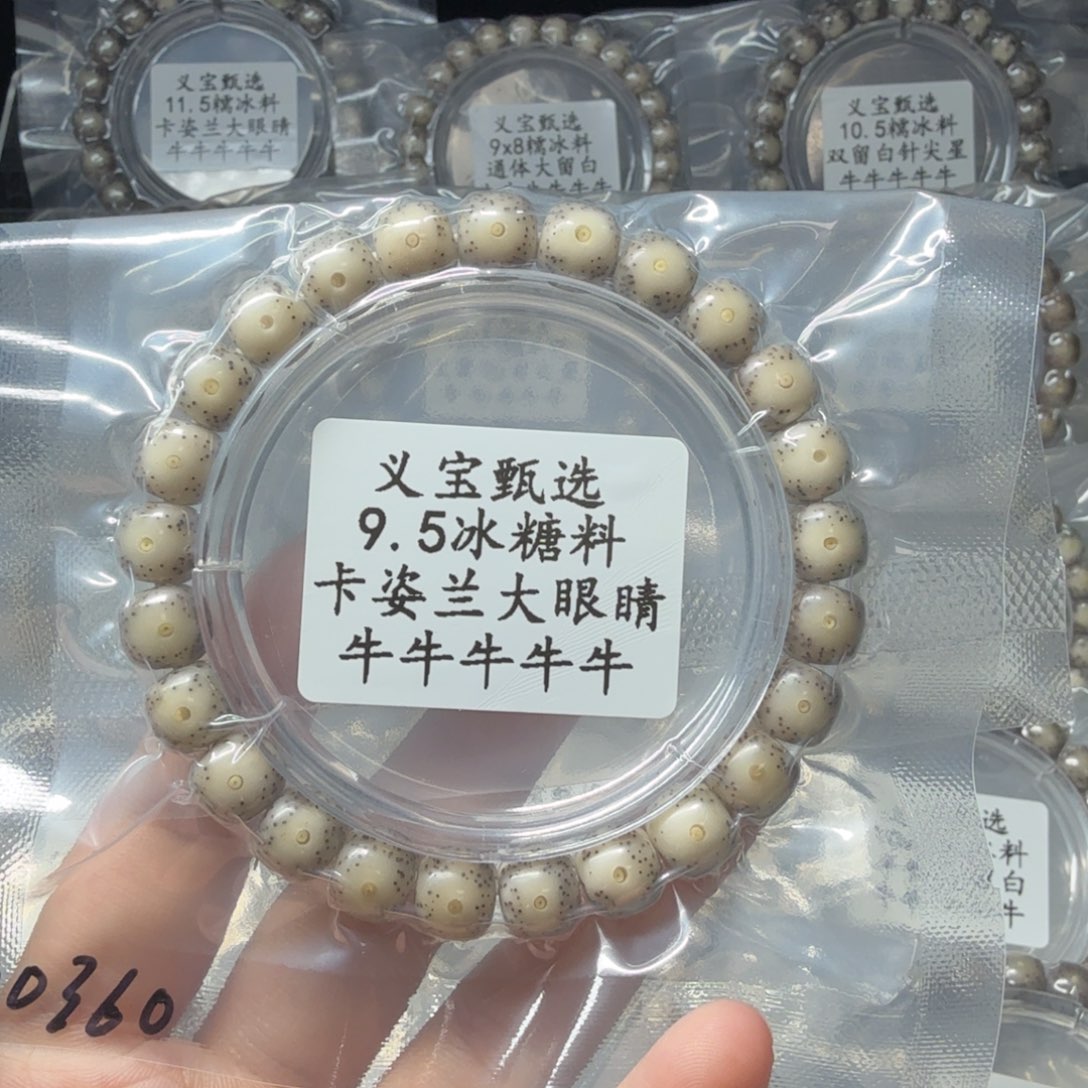 义宝甄选
11.5糯冰料
卡姿兰大眼睛
牛牛牛牛牛
义宝甄选
9x8糯冰料
通体大留白
义宝甄选
10.5糯冰料
双留白针尖星
牛牛牛牛牛
义宝甄选
9.5冰糖料
卡姿兰大眼睛
牛牛牛牛牛
选
料
白
牛
0360